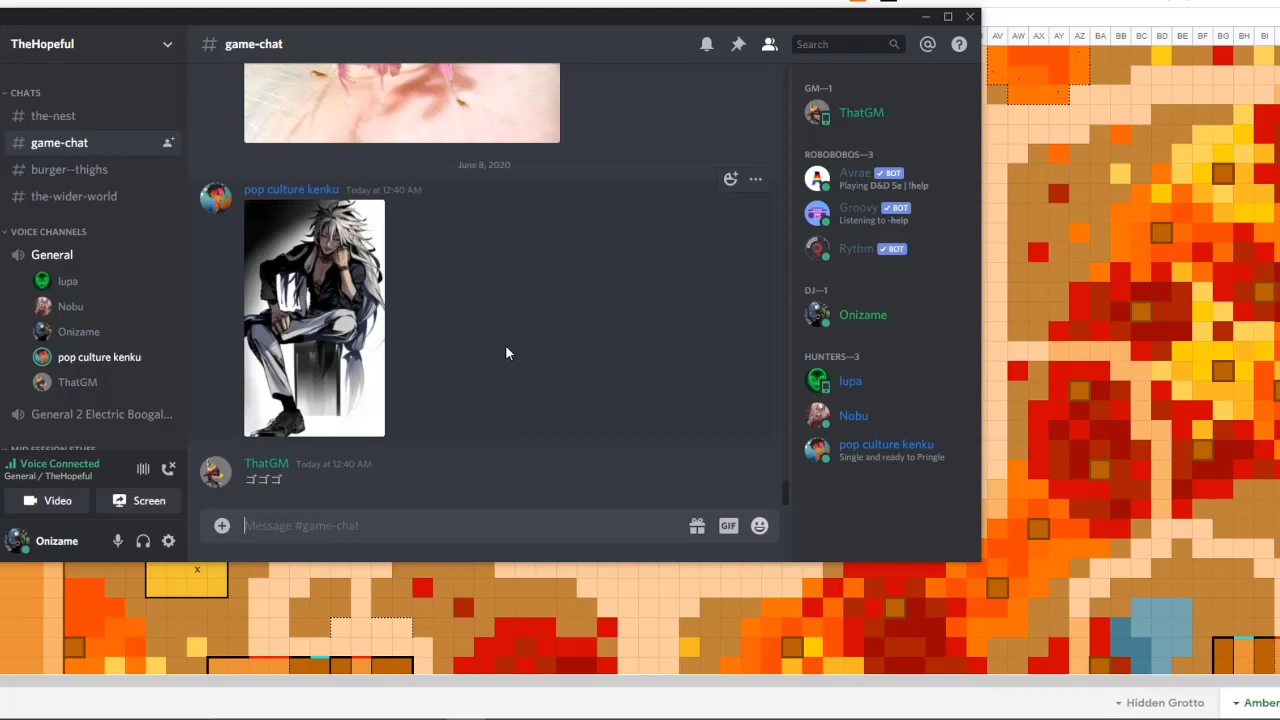 TheHopeful
CHATS
# the-nest
# game-chat
# burger--thighs
# the-wider-world
VOICE CHANNELS
General
lupa
Nobu
Onizame
pop culture kenku
ThatGM
General 2 Electric Boogal...
Voice Connected
General / TheHopeful
Video
Screen
Onizame
# game-chat
Search
June 8, 2020
pop culture kenku Today at 12:40 AM
ThatGM Today at 12:40 AM
ゴゴゴ
Message #game-chat
GIF
GM—1
ThatGM
ROBOBOBOS—3
Avrae ✓ BOT
Playing D&D 5e | !help
Groovy ✓ BOT
Listening to -help
Rythm ✓ BOT
DJ—1
Onizame
HUNTERS—3
lupa
Nobu
pop culture kenku
Single and ready to Pringle
AV AW AX AY AZ BA BB BC BD BE BF BG BH BI
x
Hidden Grotto
Amber